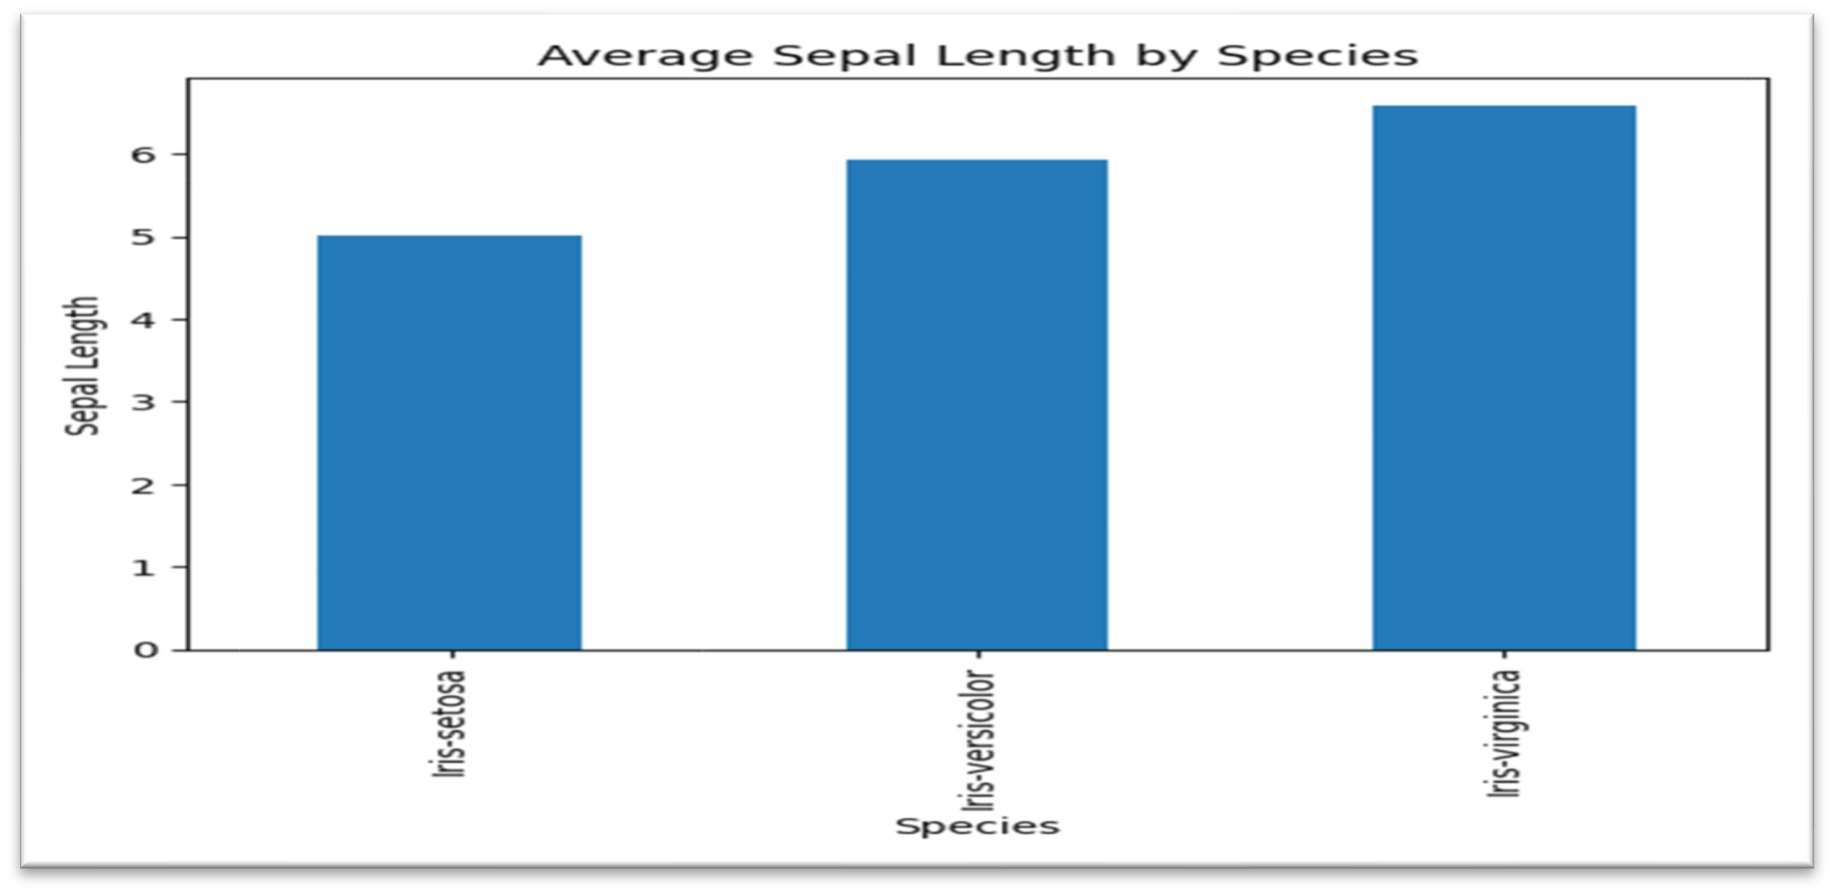 Average Sepal Length by Species
Sepal Length
6
5
4
3
2
1
0
Iris-setosa
Iris-versicolor
Iris-virginica
Species